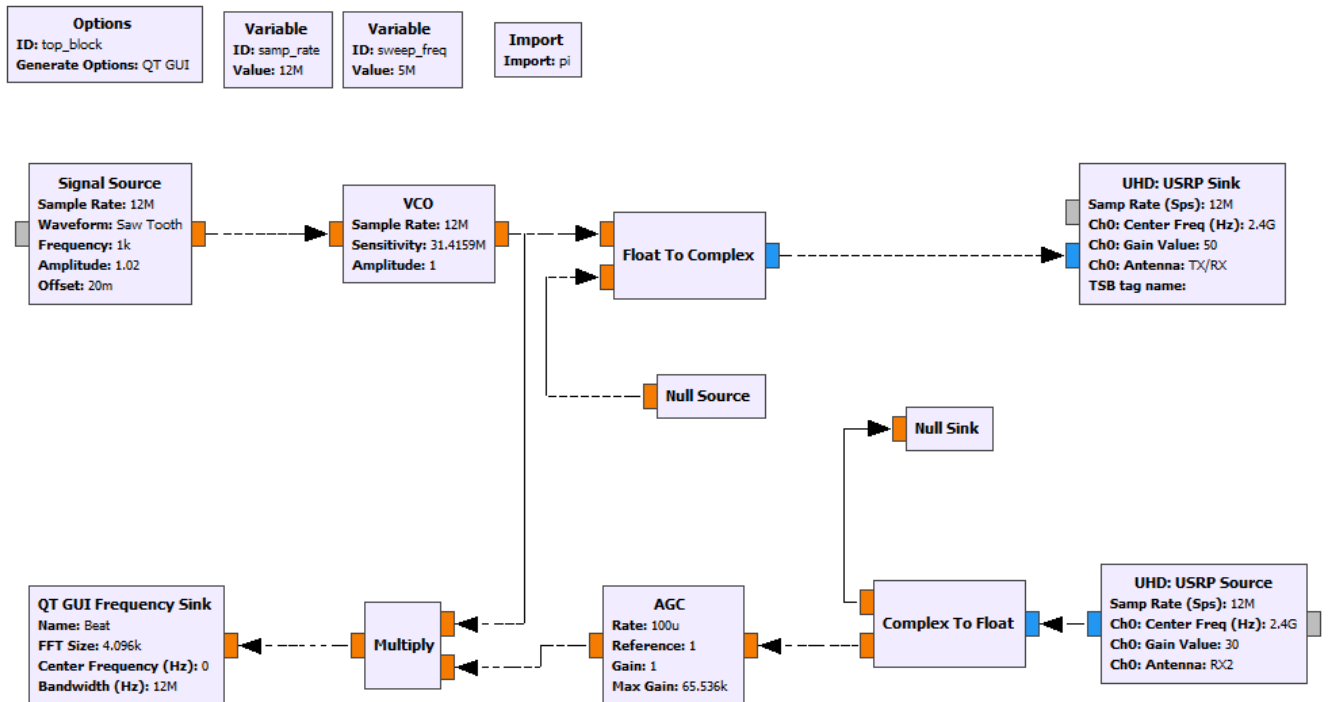 Options
ID: top_block
Generate Options: QT GUI
Variable
ID: samp_rate
Value: 12M
Variable
ID: sweep_freq
Value: 5M
Import
Import: pi
Signal Source
Sample Rate: 12M
Waveform: Saw Tooth
Frequency: 1k
Amplitude: 1.02
Offset: 20m
VCO
Sample Rate: 12M
Sensitivity: 31.4159M
Amplitude: 1
Float To Complex
UHD: USRP Sink
Samp Rate (Sps): 12M
Ch0: Center Freq (Hz): 2.4G
Ch0: Gain Value: 50
Ch0: Antenna: TX/RX
TSB tag name:
Null Source
Null Sink
QT GUI Frequency Sink
Name: Beat
FFT Size: 4.096k
Center Frequency (Hz): 0
Bandwidth (Hz): 12M
Multiply
AGC
Rate: 100u
Reference: 1
Gain: 1
Max Gain: 65.536k
Complex To Float
UHD: USRP Source
Samp Rate (Sps): 12M
Ch0: Center Freq (Hz): 2.4G
Ch0: Gain Value: 30
Ch0: Antenna: RX2